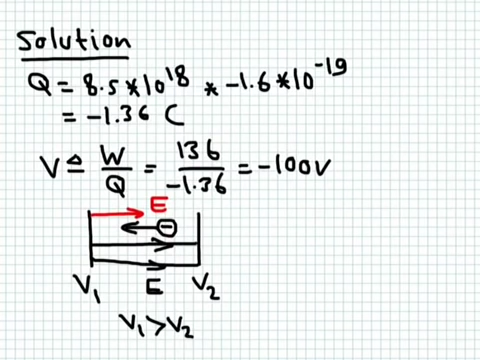 Solution
Q = 8.5*10^18 * -1.6*10^-19
= -1.36 C
V ≜ W/Q = 136/-1.36 = -100V
E
V₁ E V₂
V₁>V₂